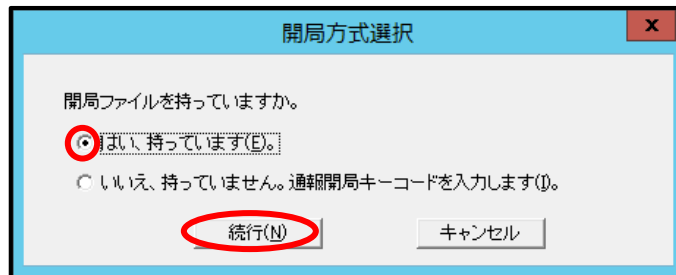 開局方式選択
x
開局ファイルを持っていますか。
はい、持っています(E)。
いいえ、持っていません。通報開局キーコードを入力します(I)。
続行(N) キャンセル